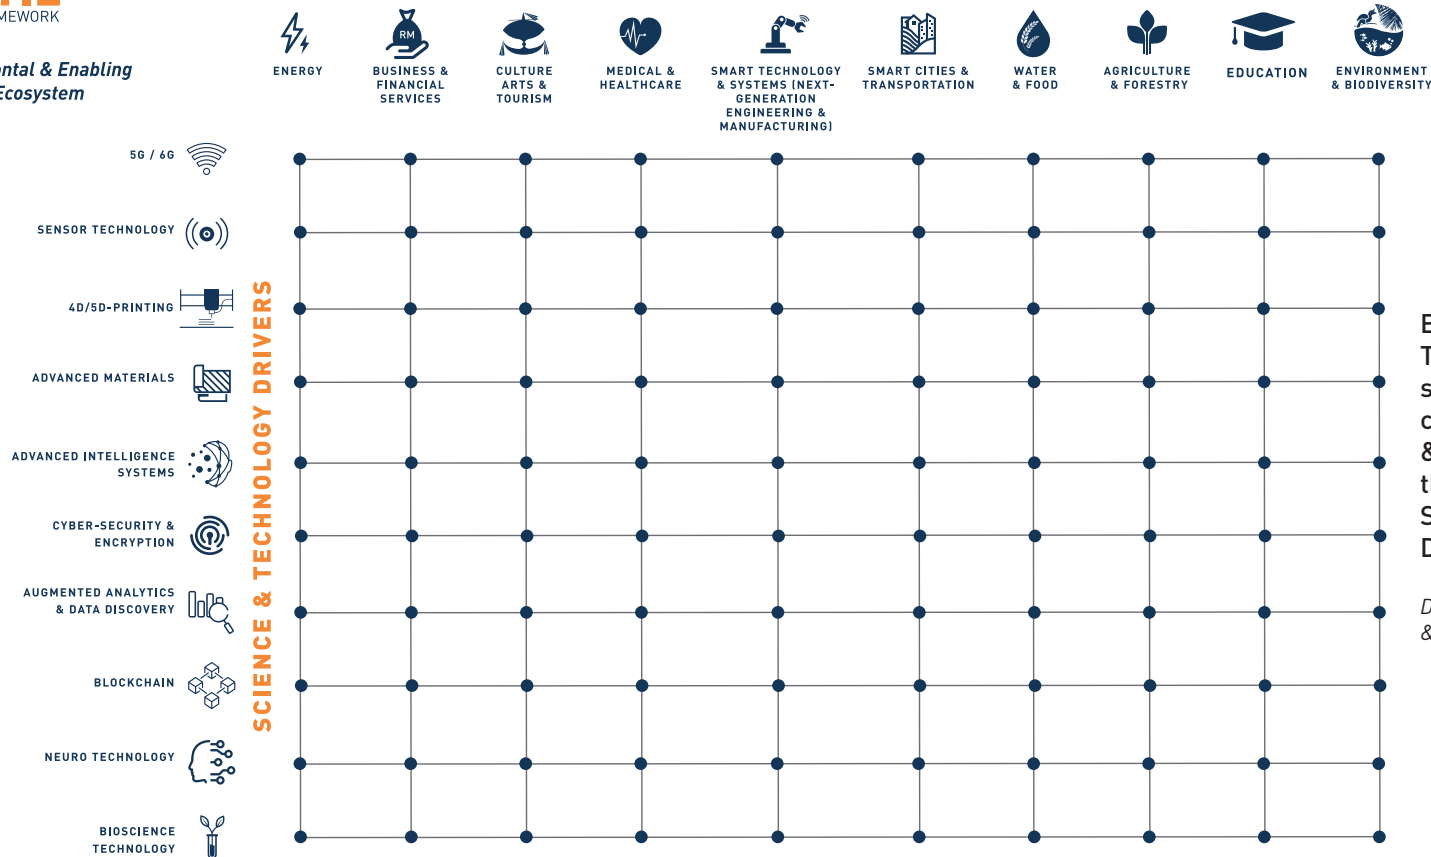 MEWORK
ntal & Enabling
Ecosystem
ENERGY
BUSINESS &
FINANCIAL
SERVICES
RM
CULTURE
ARTS &
TOURISM
MEDICAL &
HEALTHCARE
SMART TECHNOLOGY
& SYSTEMS (NEXT-
GENERATION
ENGINEERING &
MANUFACTURING)
SMART CITIES &
TRANSPORTATION
WATER
& FOOD
AGRICULTURE
& FORESTRY
EDUCATION
ENVIRONMENT
& BIODIVERSITY
SCIENCE & TECHNOLOGY DRIVERS
5G / 6G
SENSOR TECHNOLOGY
4D/5D-PRINTING
ADVANCED MATERIALS
ADVANCED INTELLIGENCE
SYSTEMS
CYBER-SECURITY &
ENCRYPTION
AUGMENTED ANALYTICS
& DATA DISCOVERY
BLOCKCHAIN
NEURO TECHNOLOGY
BIOSCIENCE
TECHNOLOGY
&
&